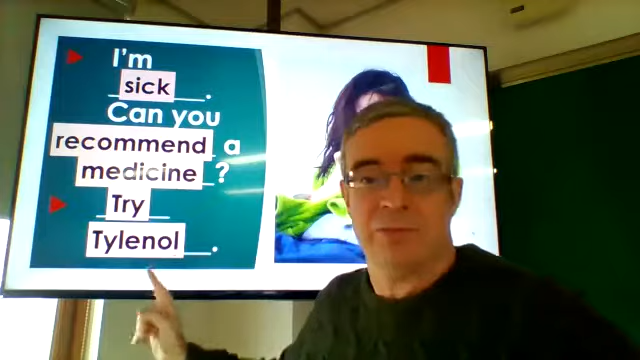 I'm
sick.
Can you
recommend a
medicine?
Try
Tylenol.